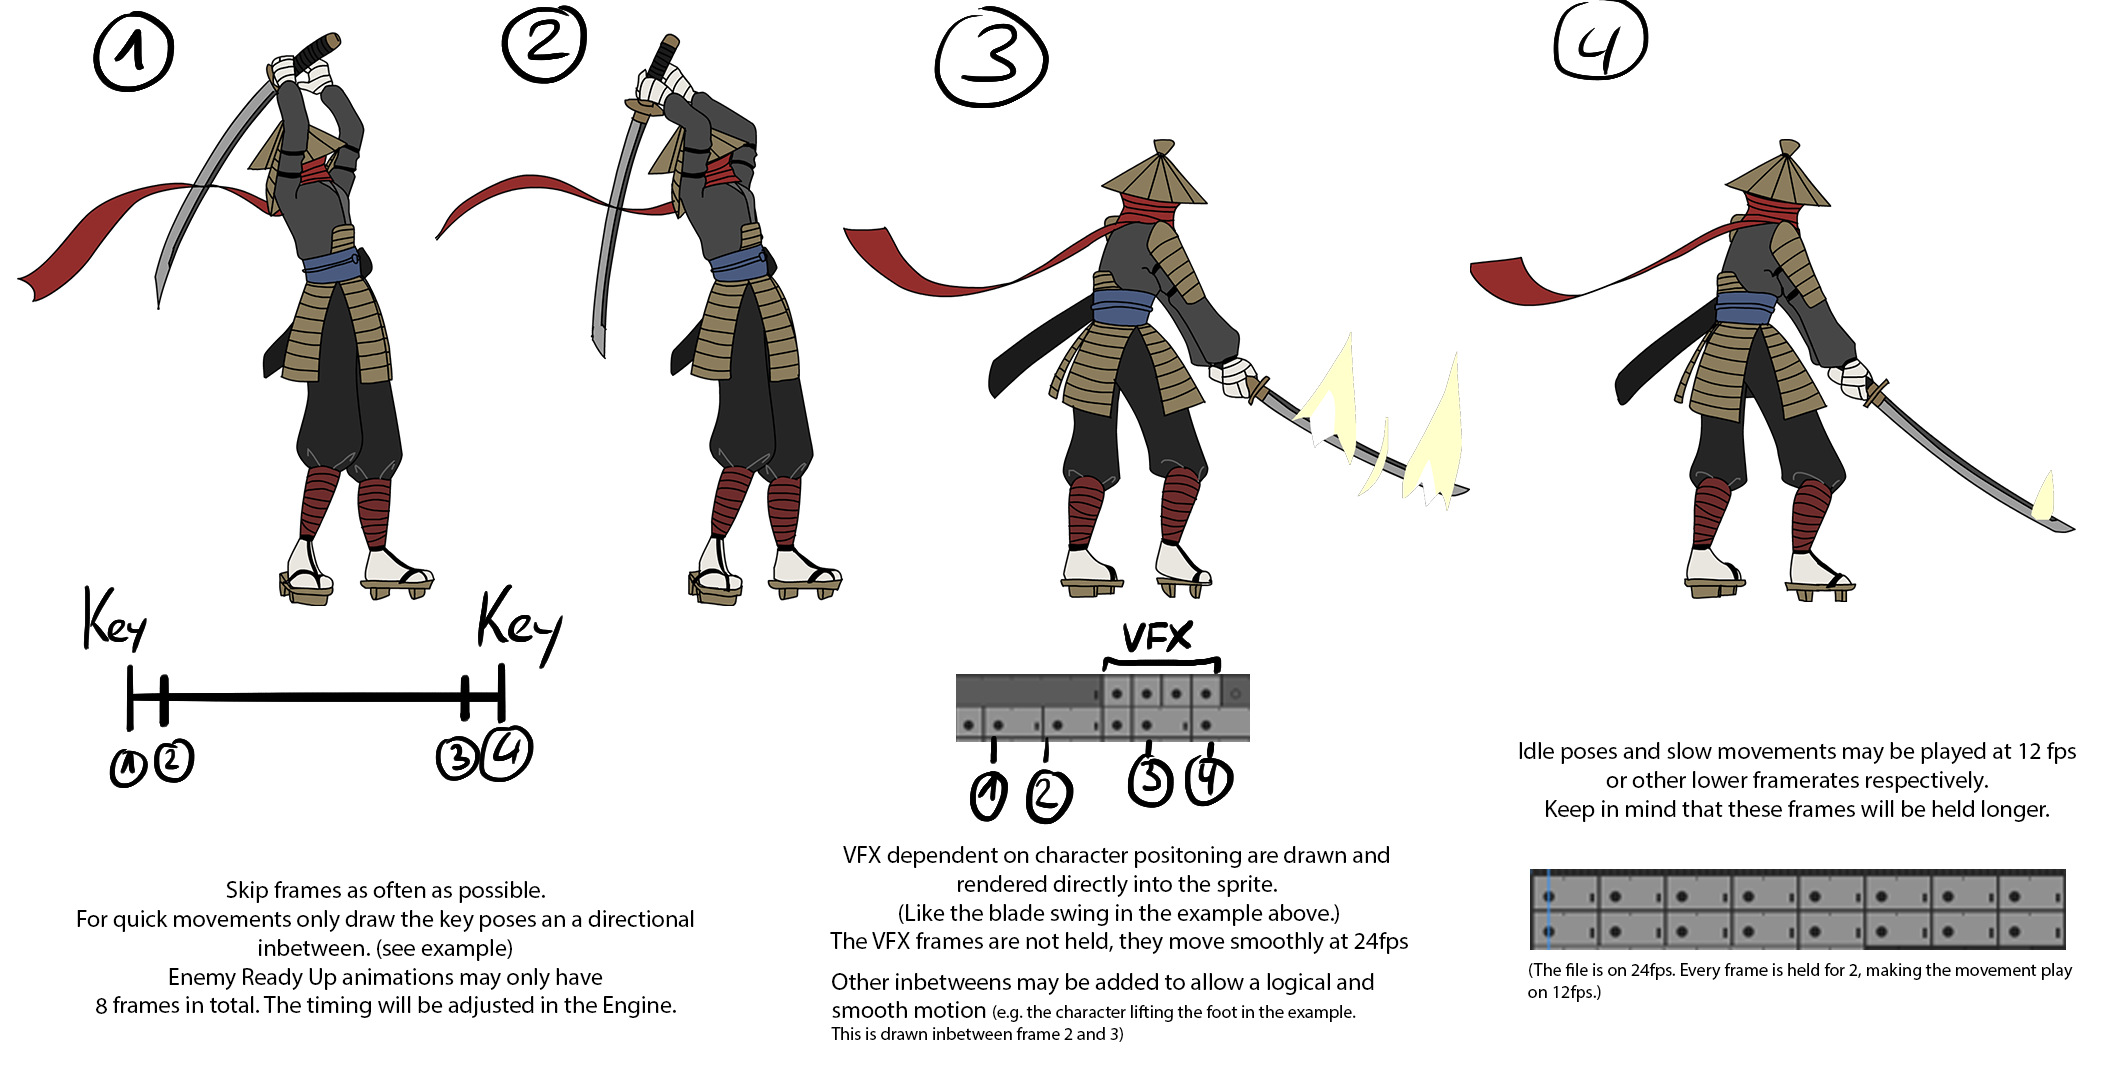 1
2
3
4
Key
Key
1 2
3 4
Skip frames as often as possible.
For quick movements only draw the key poses an a directional
inbetween. (see example)
Enemy Ready Up animations may only have
8 frames in total. The timing will be adjusted in the Engine.
VFX
1
2
3
4
VFX dependent on character positoning are drawn and
rendered directly into the sprite.
(Like the blade swing in the example above.)
The VFX frames are not held, they move smoothly at 24fps
Other inbetweens may be added to allow a logical and
smooth motion (e.g. the character lifting the foot in the example.
This is drawn inbetween frame 2 and 3)
Idle poses and slow movements may be played at 12 fps
or other lower framerates respectively.
Keep in mind that these frames will be held longer.
(The file is on 24fps. Every frame is held for 2, making the movement play
on 12fps.)